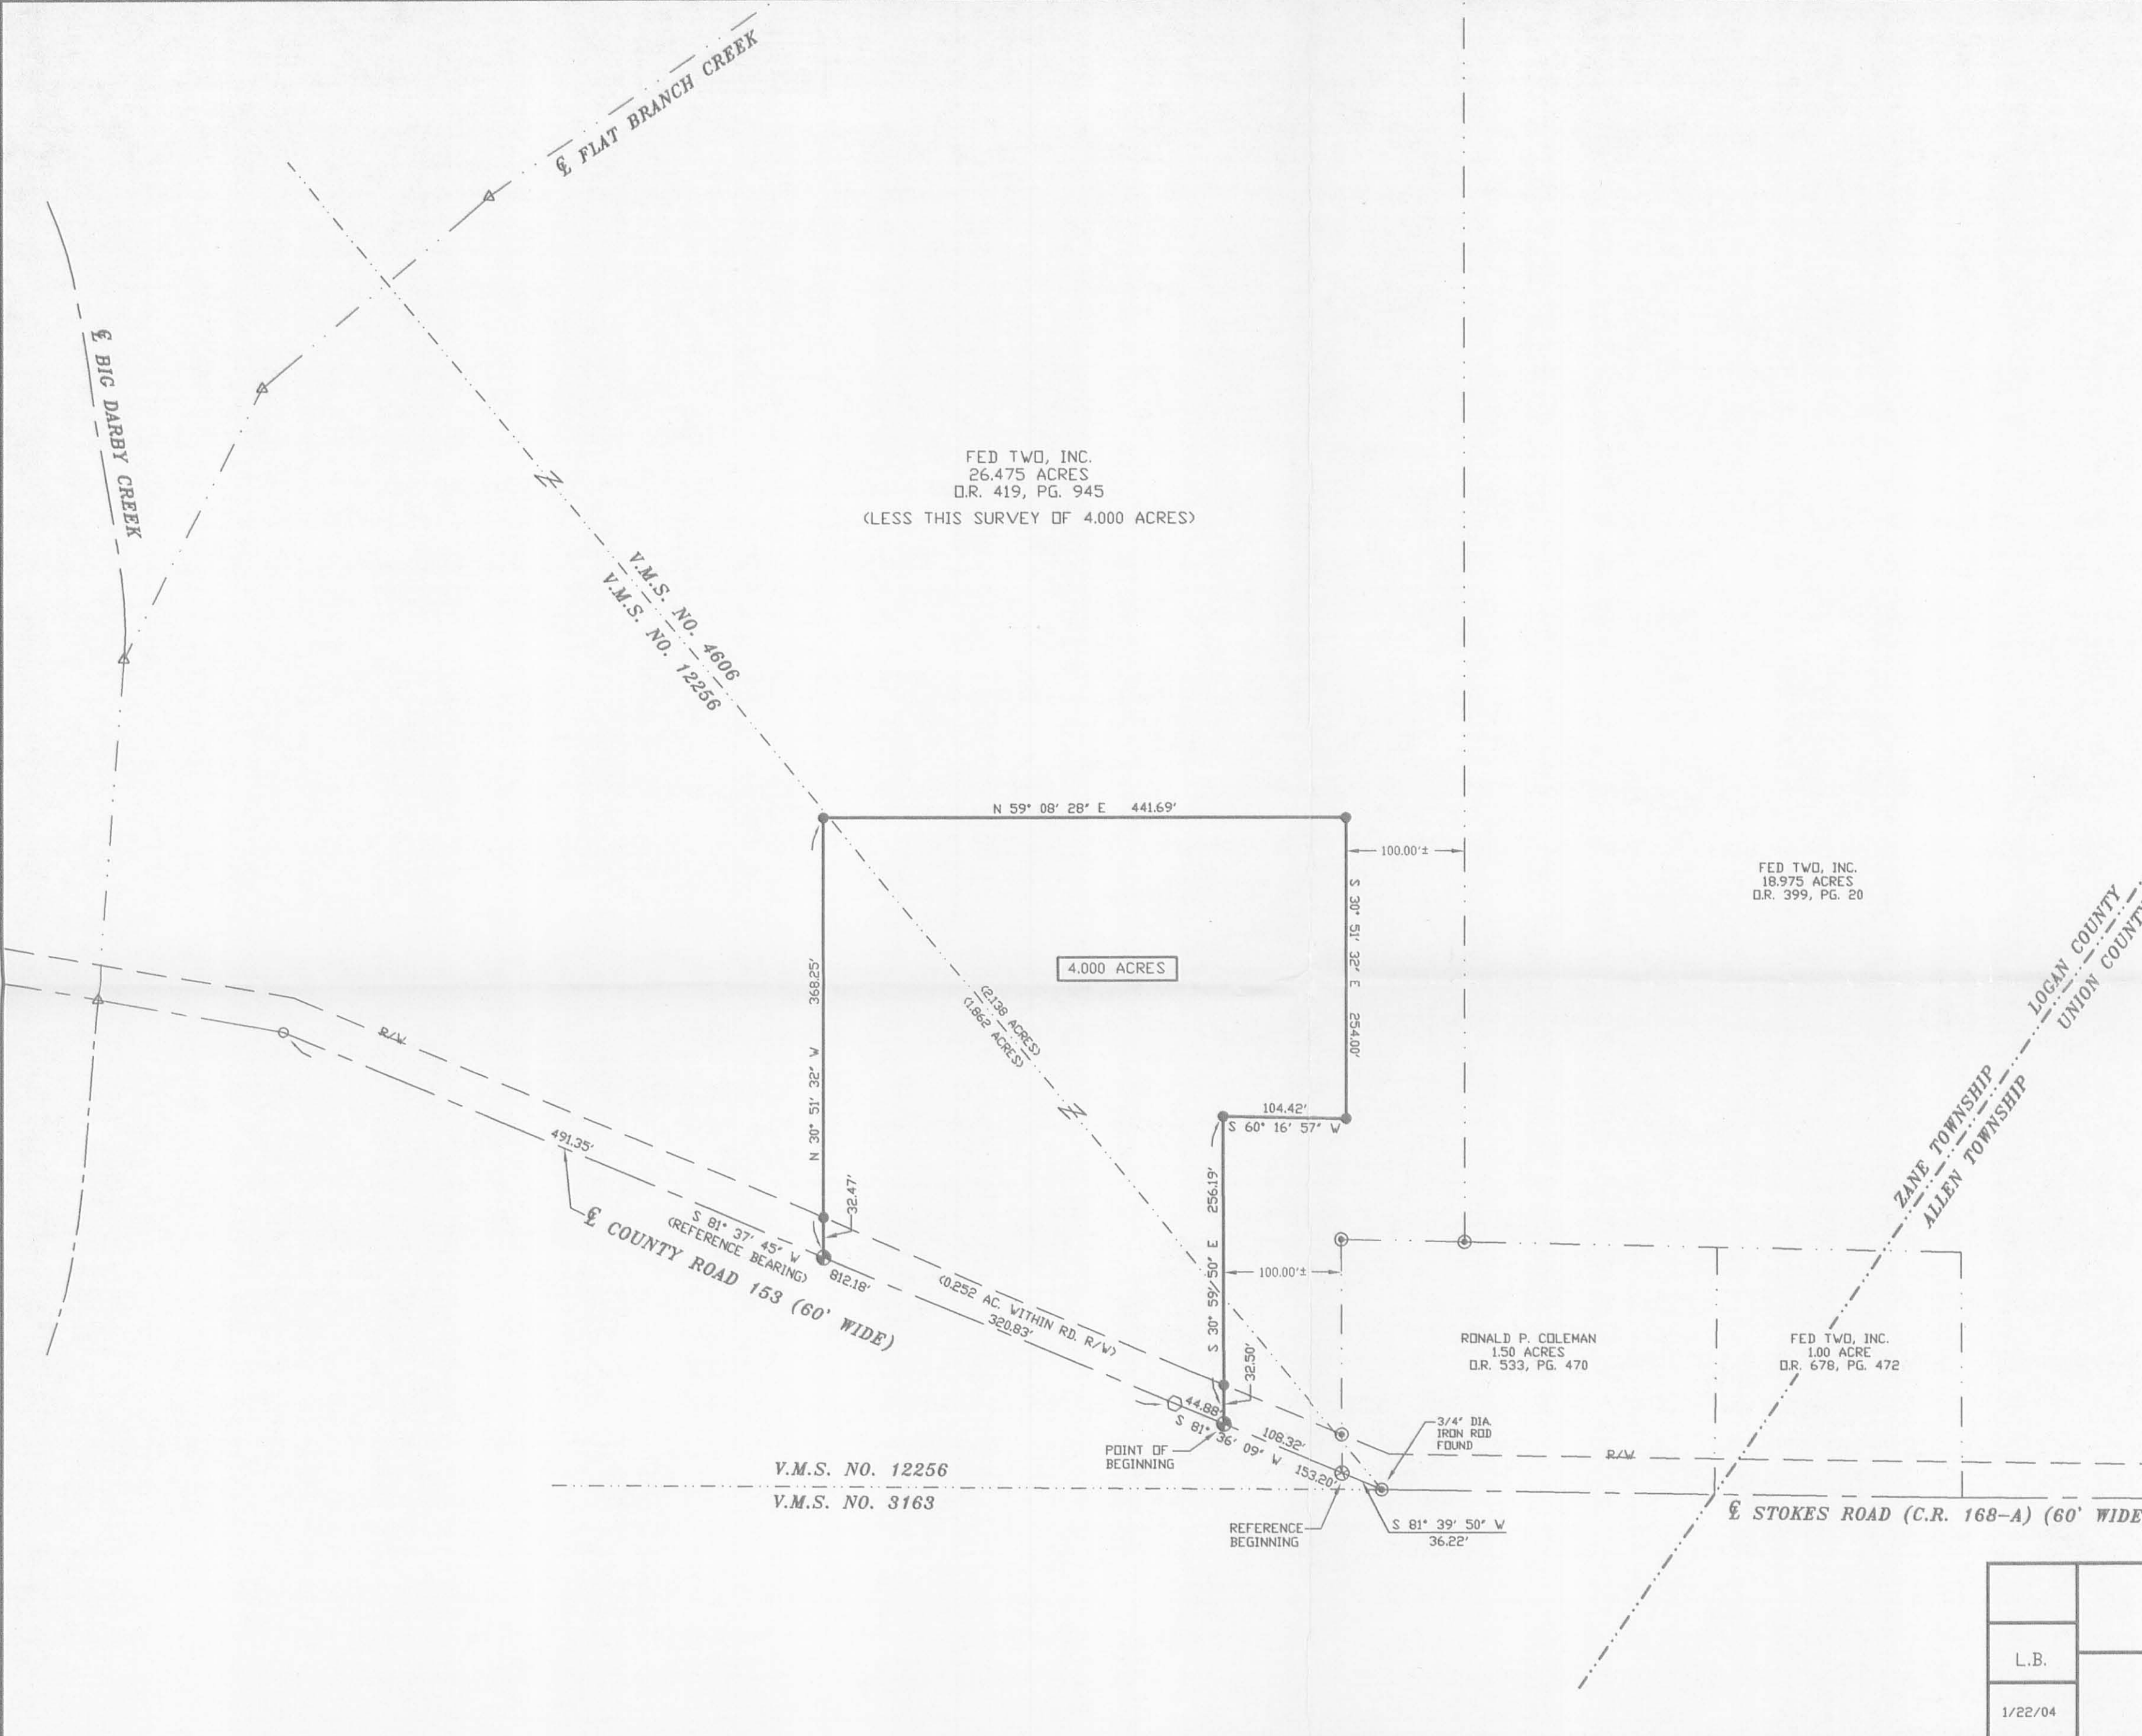 ℄ FLAT BRANCH CREEK
℄ BIG DARBY CREEK
FED TWO, INC.
26.475 ACRES
O.R. 419, PG. 945
(LESS THIS SURVEY OF 4.000 ACRES)
V.M.S. NO. 4606
V.M.S. NO. 12256
N 59° 08' 28" E 441.69'
100.00'±
S 30° 51' 32" E 254.00'
FED TWO, INC.
18.975 ACRES
O.R. 399, PG. 20
LOGAN COUNTY
UNION COUNT
4.000 ACRES
(2.138 ACRES)
(1.862 ACRES)
N 30° 51' 32" W 368.25'
R/W
ZANE TOWNSHIP
ALLEN TOWNSHIP
104.42'
S 60° 16' 57" W
491.35'
32.47'
S 81° 37' 45" W
(REFERENCE BEARING)
812.18'
℄ COUNTY ROAD 153 (60' WIDE)
(0.252 AC. WITHIN RD. R/W)
320.83'
S 30° 59' 50" E 256.19'
100.00'±
32.50'
RONALD P. COLEMAN
1.50 ACRES
O.R. 533, PG. 470
FED TWO, INC.
1.00 ACRE
O.R. 678, PG. 472
44.88'
S 81° 36' 09" W
108.32'
153.20'
3/4" DIA.
IRON ROD
FOUND
POINT OF
BEGINNING
R/W
V.M.S. NO. 12256
V.M.S. NO. 3163
REFERENCE
BEGINNING
S 81° 39' 50" W
36.22'
℄ STOKES ROAD (C.R. 168-A) (60' WIDE
L.B.
1/22/04